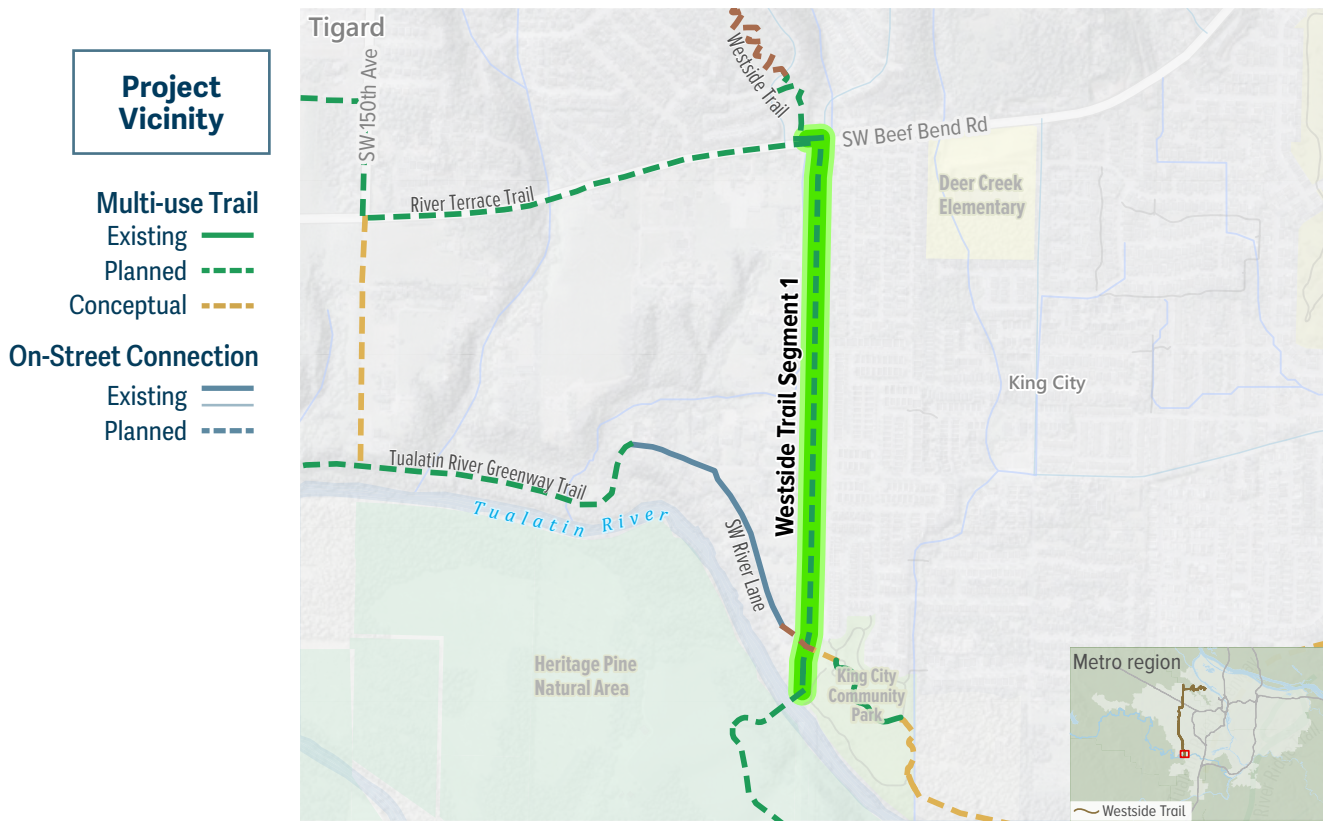 Project
Vicinity
Multi-use Trail
Existing
Planned
Conceptual
On-Street Connection
Existing
Planned
Tigard
SW 150th Ave
Westside Trail
SW Beef Bend Rd
River Terrace Trail
Deer Creek
Elementary
Westside Trail Segment 1
King City
Tualatin River Greenway Trail
Tualatin River
SW River Lane
Heritage Pine
Natural Area
King City
Community
Park
Metro region
Westside Trail